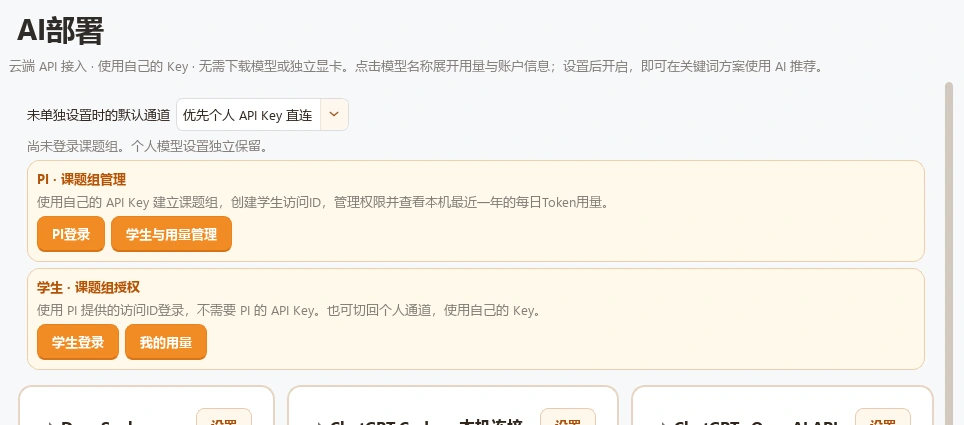 AI部署
云端 API 接入 · 使用自己的 Key · 无需下载模型或独立显卡。点击模型名称展开用量与账户信息；设置后开启，即可在关键词方案使用 AI 推荐。
未单独设置时的默认通道 优先个人 API Key 直连
尚未登录课题组。个人模型设置独立保留。
PI · 课题组管理
使用自己的 API Key 建立课题组，创建学生访问ID，管理权限并查看本机最近一年的每日Token用量。
PI登录 学生与用量管理
学生 · 课题组授权
使用 PI 提供的访问ID登录，不需要 PI 的 API Key。也可切回个人通道，使用自己的 Key。
学生登录 我的用量
设置 设置 设置